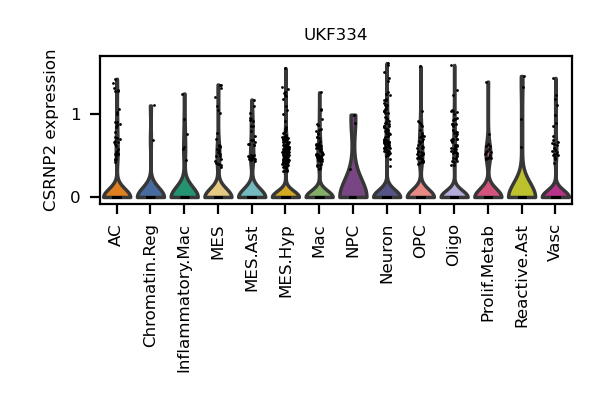 UKF334
CSRNP2 expression
1
0
AC
Chromatin.Reg
Inflammatory.Mac
MES
MES.Ast
MES.Hyp
Mac
NPC
Neuron
OPC
Oligo
Prolif.Metab
Reactive.Ast
Vasc